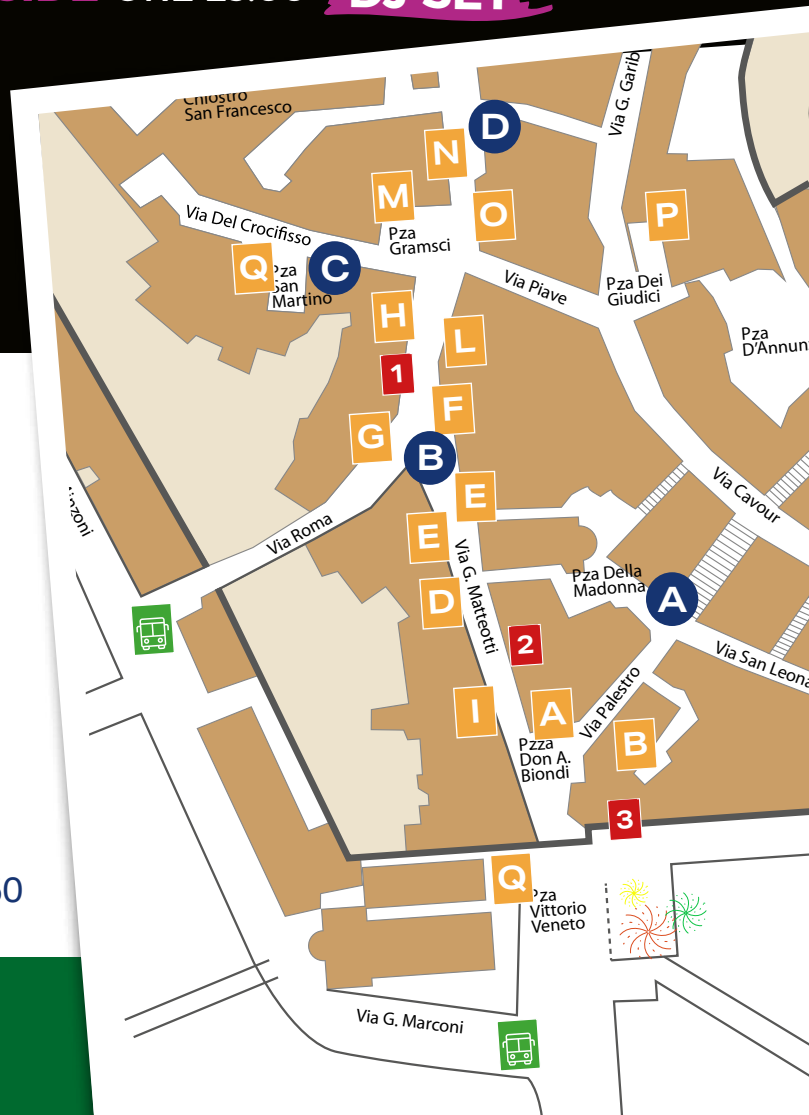 DJ SET
Chiostro
San Francesco
Via G. Garib
D
N
M
O
P
Via Del Crocifisso
Pza
Gramsci
Q
Pza
San
Martino
C
Via Piave
Pza Dei
Giudici
H
L
Pza
D'Annun
1
F
G
B
E
Via Cavour
Via Roma
E
Via G. Matteotti
Pza Della
Madonna
A
D
2
Via San Leona
I
A
Via Palestro
B
Pzza
Don A.
Biondi
3
Q
Pza
Vittorio
Veneto
Via G. Marconi